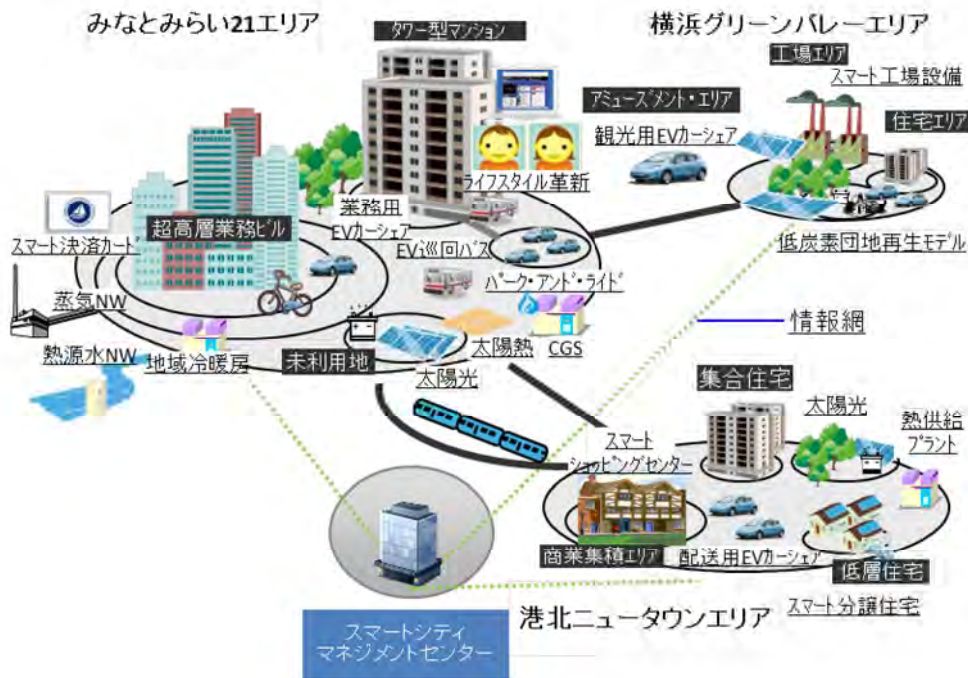 みなとみらい21エリア
横浜グリーンバレーエリア
タワー型マンション
工場エリア
スマート工場設備
アミューズメント・エリア
住宅エリア
観光用EVカーシェア
ライフスタイル革新
業務用
EVカーシェア
超高層業務ビル
スマート決済カード
EV巡回バス
低炭素団地再生モデル
パーク・アンド・ライド
蒸気NW
情報網
熱源水NW
地域冷暖房
未利用地
太陽熱
CGS
太陽光
集合住宅
太陽光
熱供給
プラント
スマート
ショッピングセンター
商業集積エリア
配送用EVカーシェア
低層住宅
スマート分譲住宅
港北ニュータウンエリア
スマートシティ
マネジメントセンター